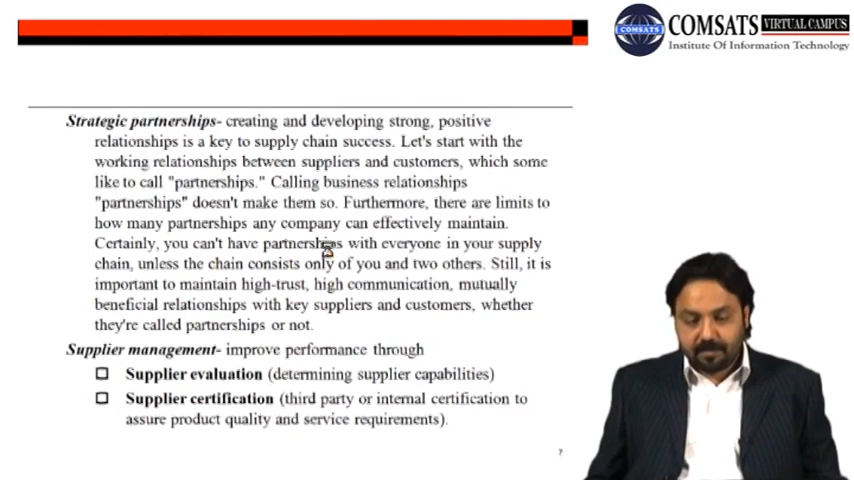 COMSATS VIRTUAL CAMPUS
COMSATS
Institute Of Information Technology
Strategic partnerships- creating and developing strong, positive
relationships is a key to supply chain success. Let's start with the
working relationships between suppliers and customers, which some
like to call "partnerships." Calling business relationships
"partnerships" doesn't make them so. Furthermore, there are limits to
how many partnerships any company can effectively maintain.
Certainly, you can't have partnerships with everyone in your supply
chain, unless the chain consists only of you and two others. Still, it is
important to maintain high-trust, high communication, mutually
beneficial relationships with key suppliers and customers, whether
they're called partnerships or not.
Supplier management- improve performance through
Supplier evaluation (determining supplier capabilities)
Supplier certification (third party or internal certification to
assure product quality and service requirements).
7